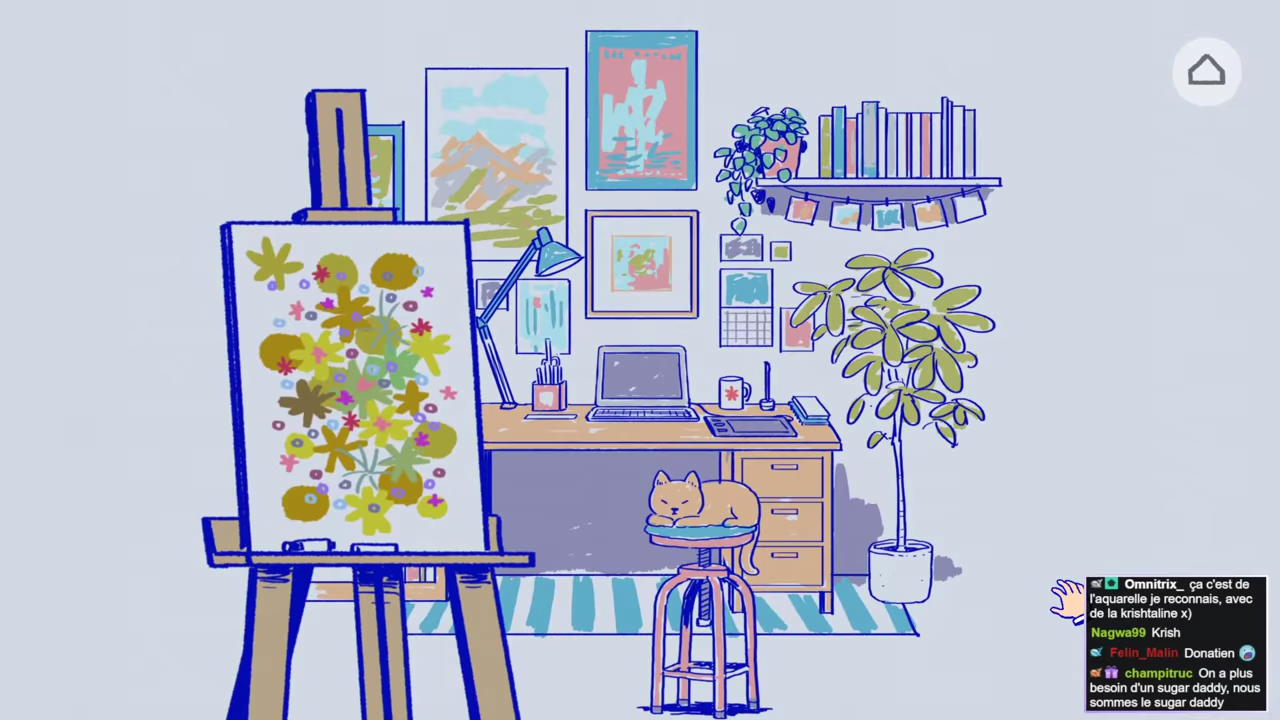 Omnitrix_ ça c'est de
l'aquarelle je reconnais, avec
de la krishtaline x)
Nagwa99 Krish
Felin_Malin Donatien
champitruc On a plus
besoin d'un sugar daddy, nous
sommes le sugar daddy